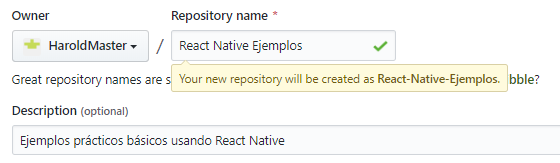 Owner Repository name *
HaroldMaster / React Native Ejemplos
Your new repository will be created as React-Native-Ejemplos.
Great repository names are s bble?
Description (optional)
Ejemplos prácticos básicos usando React Native